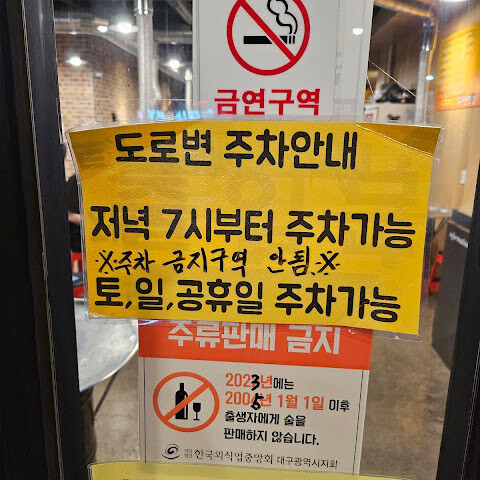 금연구역
도로변 주차안내
저녁 7시부터 주차가능
※주차 금지구역 안됨.※
토,일,공휴일 주차가능
주류판매 금지
2023년에는
2005년 1월 1일 이후
출생자에게 술을
판매하지 않습니다.
한국외식업중앙회 대구광역시지회